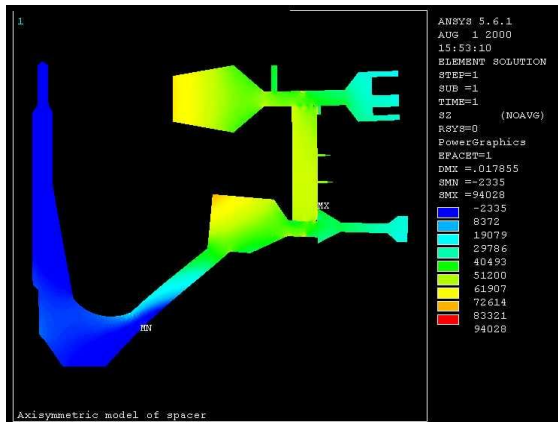 1
ANSYS 5.6.1
AUG 1 2000
15:53:10
ELEMENT SOLUTION
STEP=1
SUB =1
TIME=1
SZ (NOAVG)
RSYS=0
PowerGraphics
EFACET=1
DMX =.017855
SMN =-2335
SMX =94028
-2335
8372
19079
29786
40493
51200
61907
72614
83321
94028
MX
MN
Axisymmetric model of spacer